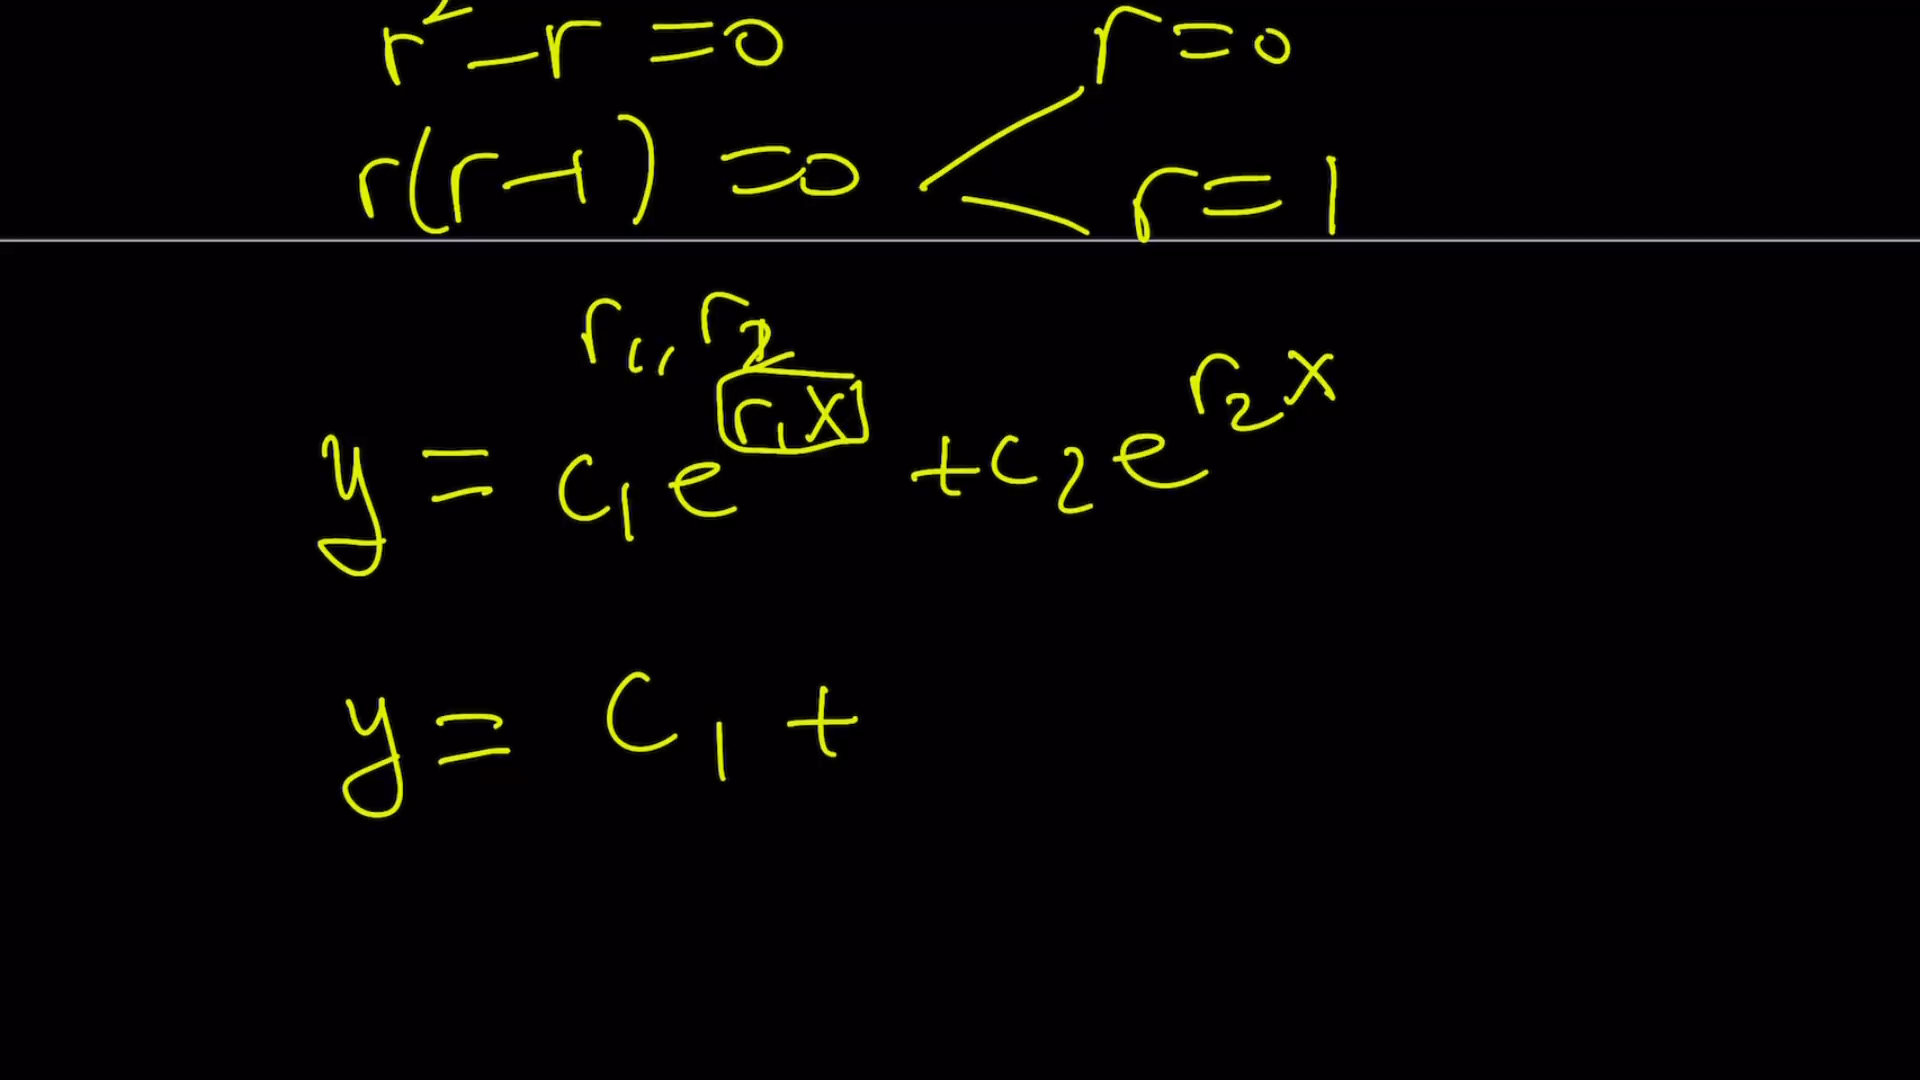 r² – r = 0
r = 0
r(r–1) = 0
r = 1
r₁, r₂
y = c₁e^{r₁x} + c₂e^{r₂x}
y = C₁ +